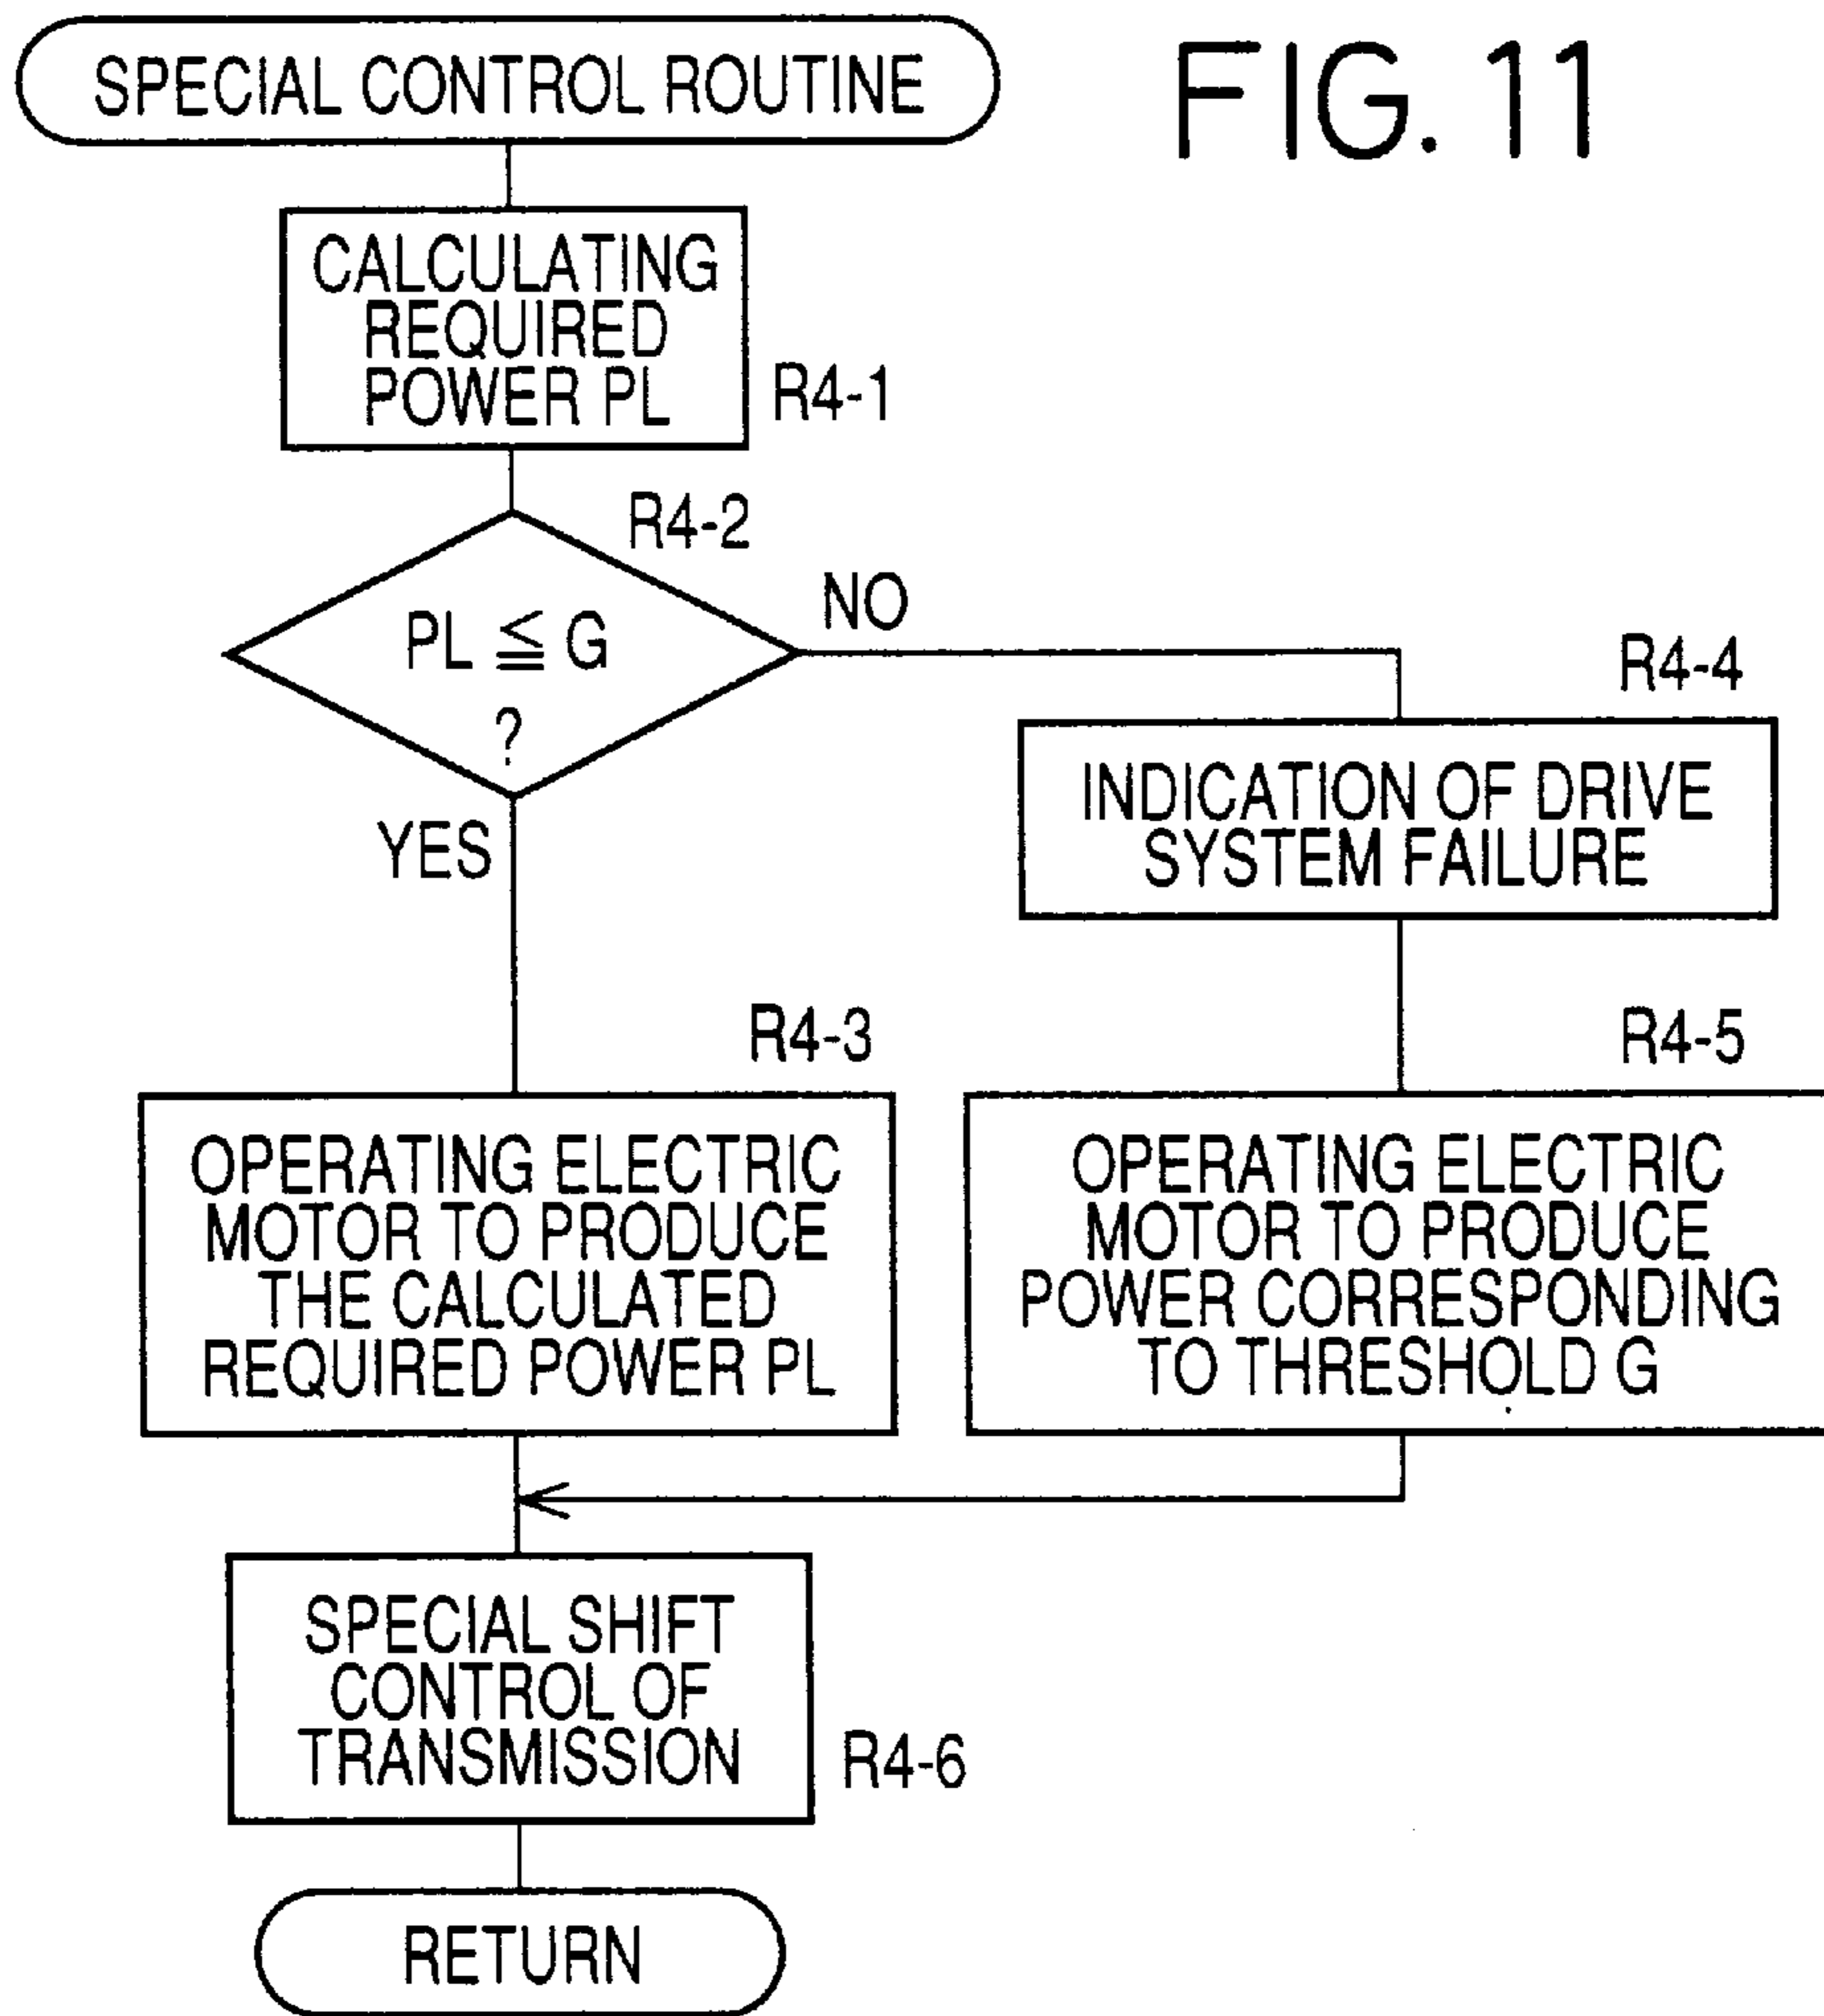 FIG. 11
SPECIAL CONTROL ROUTINE
CALCULATING
REQUIRED
POWER PL
R4-1
R4-2
PL ≦ G
?
NO
YES
R4-4
INDICATION OF DRIVE
SYSTEM FAILURE
R4-3
OPERATING ELECTRIC
MOTOR TO PRODUCE
THE CALCULATED
REQUIRED POWER PL
R4-5
OPERATING ELECTRIC
MOTOR TO PRODUCE
POWER CORRESPONDING
TO THRESHOLD G
SPECIAL SHIFT
CONTROL OF
TRANSMISSION
R4-6
RETURN